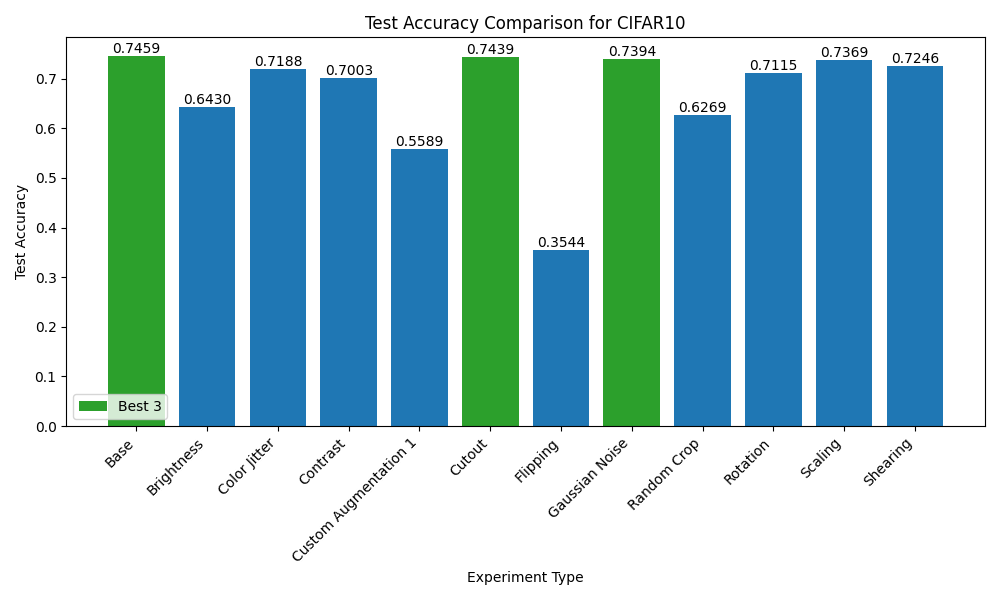 Test Accuracy Comparison for CIFAR10
0.7459
0.6430
0.7188
0.7003
0.5589
0.7439
0.3544
0.7394
0.6269
0.7115
0.7369
0.7246
Test Accuracy
0.7
0.6
0.5
0.4
0.3
0.2
0.1
0.0
Best 3
Base
Brightness
Color Jitter
Contrast
Custom Augmentation 1
Cutout
Flipping
Gaussian Noise
Random Crop
Rotation
Scaling
Shearing
Experiment Type